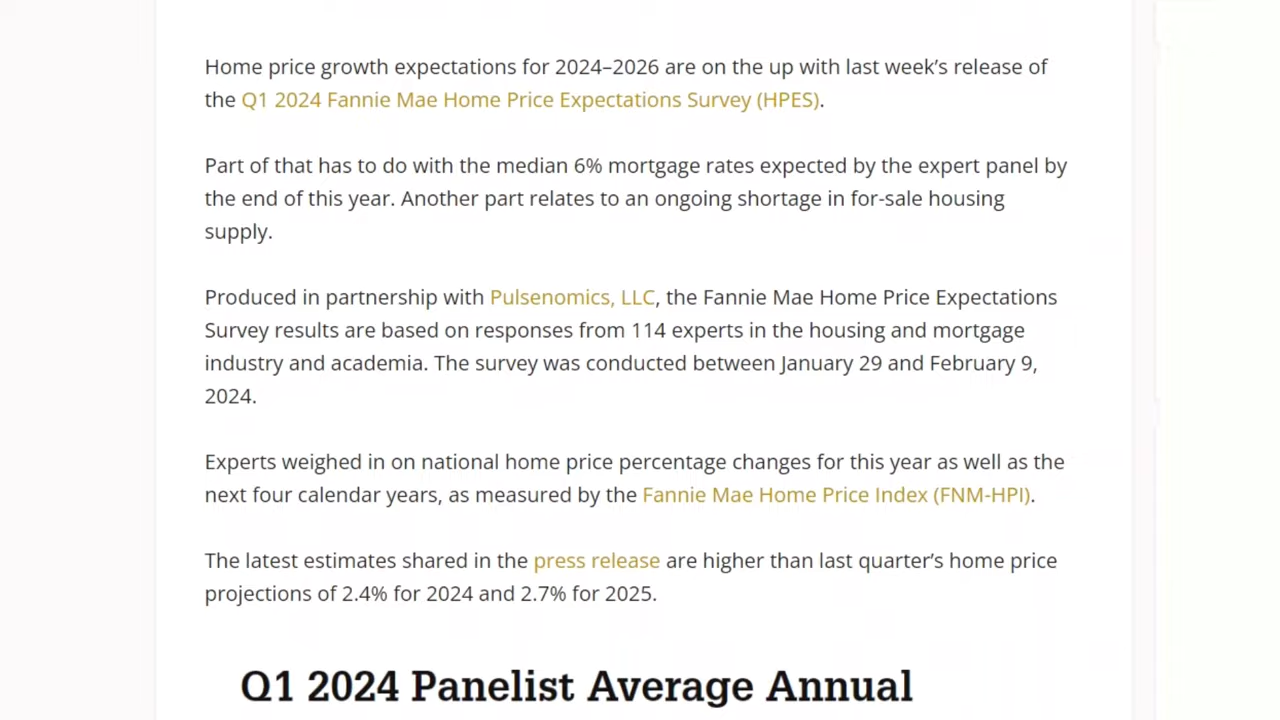 Home price growth expectations for 2024–2026 are on the up with last week’s release of
the Q1 2024 Fannie Mae Home Price Expectations Survey (HPES).
Part of that has to do with the median 6% mortgage rates expected by the expert panel by
the end of this year. Another part relates to an ongoing shortage in for-sale housing
supply.
Produced in partnership with Pulsenomics, LLC, the Fannie Mae Home Price Expectations
Survey results are based on responses from 114 experts in the housing and mortgage
industry and academia. The survey was conducted between January 29 and February 9,
2024.
Experts weighed in on national home price percentage changes for this year as well as the
next four calendar years, as measured by the Fannie Mae Home Price Index (FNM-HPI).
The latest estimates shared in the press release are higher than last quarter’s home price
projections of 2.4% for 2024 and 2.7% for 2025.
Q1 2024 Panelist Average Annual